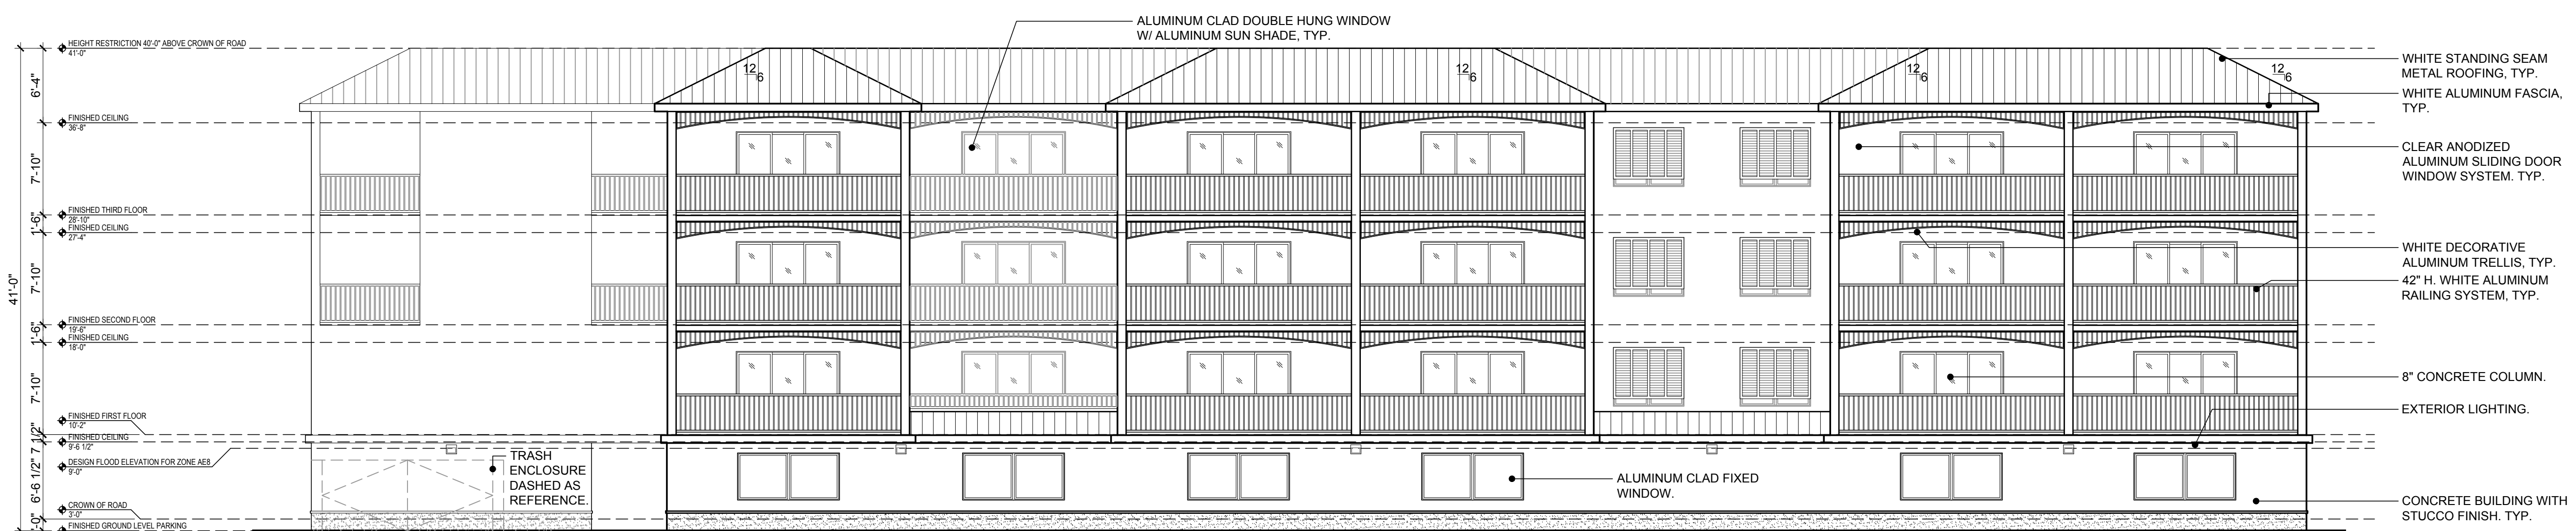 ALUMINUM CLAD DOUBLE HUNG WINDOW
W/ ALUMINUM SUN SHADE, TYP.
HEIGHT RESTRICTION 40'-0" ABOVE CROWN OF ROAD
41'-0"
6'-4"
12
6
12
6
12
6
12
6
WHITE STANDING SEAM
METAL ROOFING, TYP.
WHITE ALUMINUM FASCIA,
TYP.
FINISHED CEILING
36'-8"
7'-10"
CLEAR ANODIZED
ALUMINUM SLIDING DOOR
WINDOW SYSTEM. TYP.
FINISHED THIRD FLOOR
28'-10"
1'-6"
FINISHED CEILING
27'-4"
WHITE DECORATIVE
ALUMINUM TRELLIS, TYP.
41'-0"
7'-10"
42" H. WHITE ALUMINUM
RAILING SYSTEM, TYP.
FINISHED SECOND FLOOR
19'-6"
1'-6"
FINISHED CEILING
18'-0"
7'-10"
8" CONCRETE COLUMN.
EXTERIOR LIGHTING.
FINISHED FIRST FLOOR
10'-2"
7 1/2"
FINISHED CEILING
9'-6 1/2"
DESIGN FLOOD ELEVATION FOR ZONE AE8
9'-0"
6'-6 1/2"
TRASH
ENCLOSURE
DASHED AS
REFERENCE.
ALUMINUM CLAD FIXED
WINDOW.
CROWN OF ROAD
3'-0"
CONCRETE BUILDING WITH
STUCCO FINISH. TYP.
FINISHED GROUND LEVEL PARKING